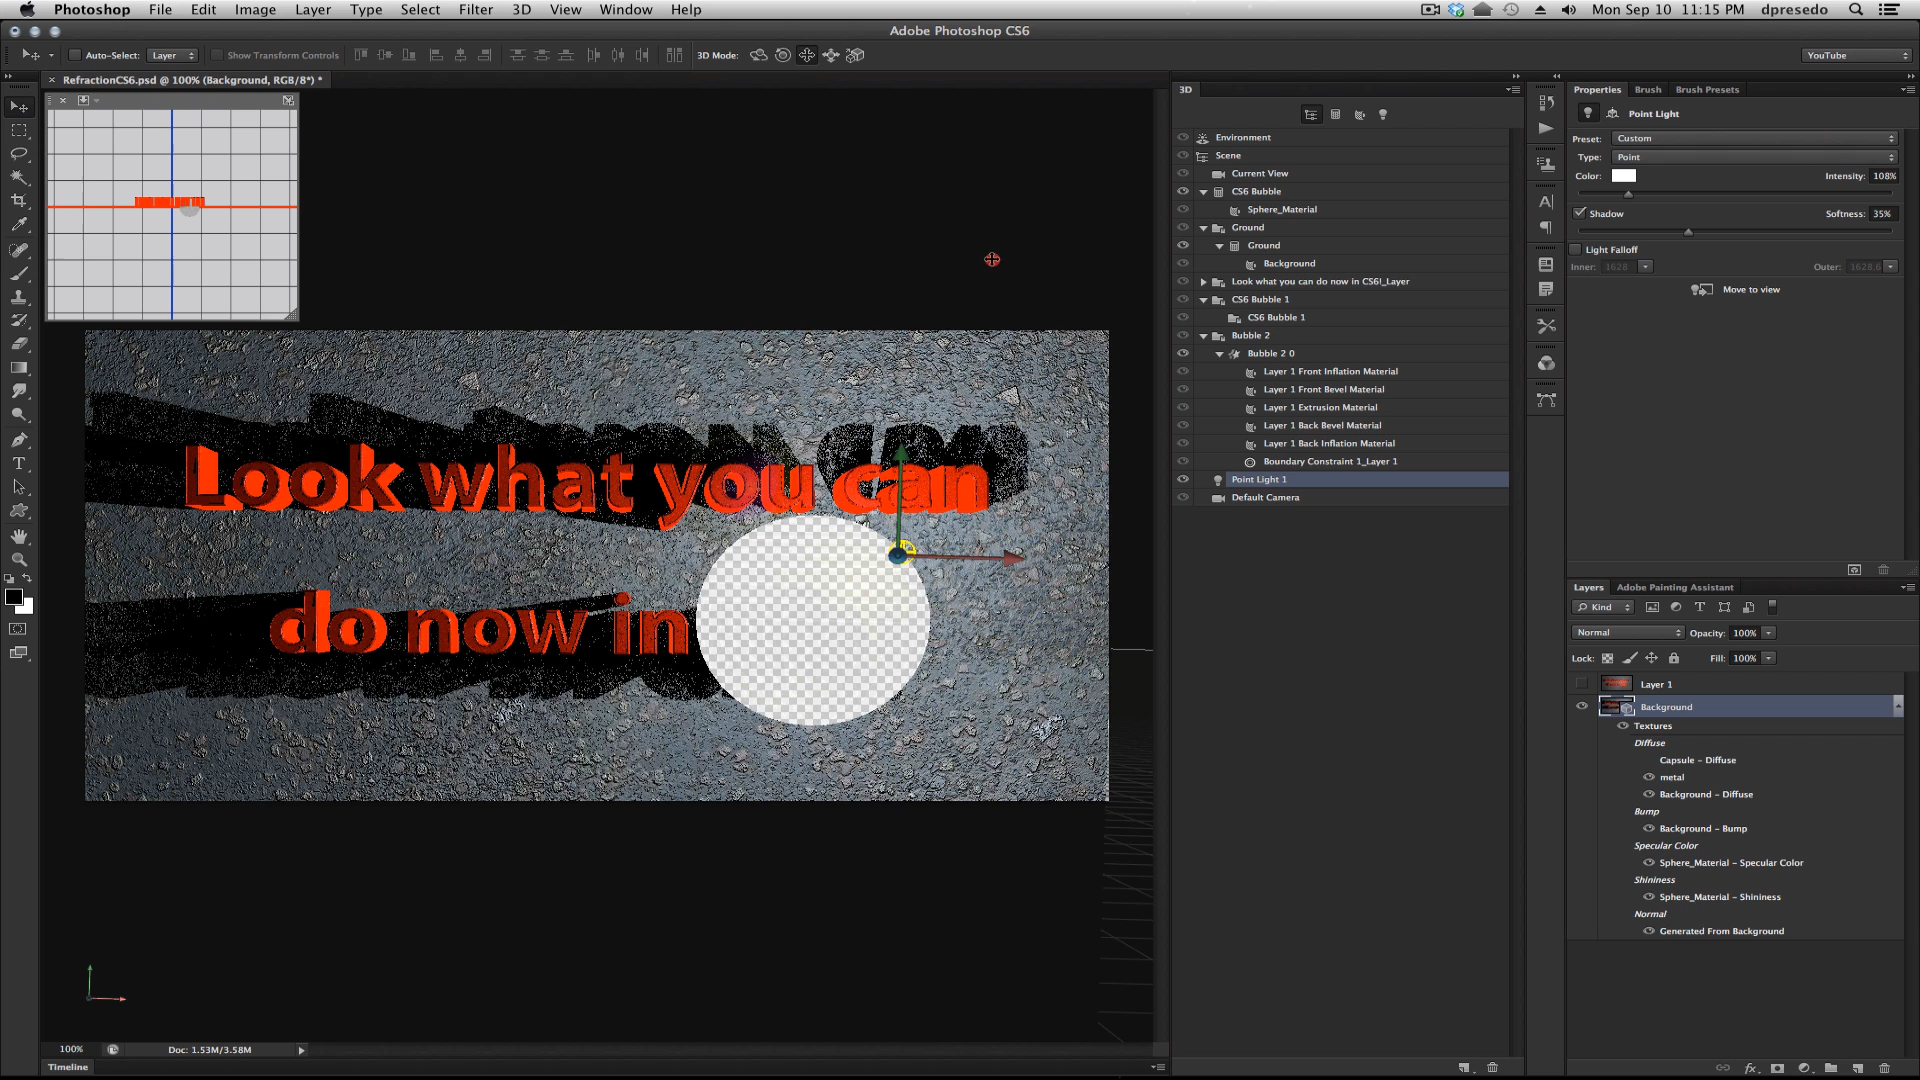 Photoshop File Edit Image Layer Type Select Filter 3D View Window Help Mon Sep 10 11:15 PM dpresedo
Adobe Photoshop CS6
Auto-Select: Layer Show Transform Controls 3D Mode: YouTube
RefractionCS6.psd @ 100% (Background, RGB/8*) *
3D
Environment
Scene
Current View
CS6 Bubble
Sphere_Material
Ground
Ground
Background
Look what you can do now in CS6!_Layer
CS6 Bubble 1
CS6 Bubble 1
Bubble 2
Bubble 2 0
Layer 1 Front Inflation Material
Layer 1 Front Bevel Material
Layer 1 Extrusion Material
Layer 1 Back Bevel Material
Layer 1 Back Inflation Material
Boundary Constraint 1_Layer 1
Point Light 1
Default Camera
Properties Brush Brush Presets
Point Light
Preset: Custom
Type: Point
Color: Intensity: 108%
Shadow Softness: 35%
Light Falloff
Inner: 1628 Outer: 1628.6
Move to view
Look what you can
do now in
Layers Adobe Painting Assistant
Kind
Normal Opacity: 100%
Lock: Fill: 100%
Layer 1
Background
Textures
Diffuse
Capsule - Diffuse
metal
Background - Diffuse
Bump
Background - Bump
Specular Color
Sphere_Material - Specular Color
Shininess
Sphere_Material - Shininess
Normal
Generated From Background
100% Doc: 1.53M/3.58M
Timeline